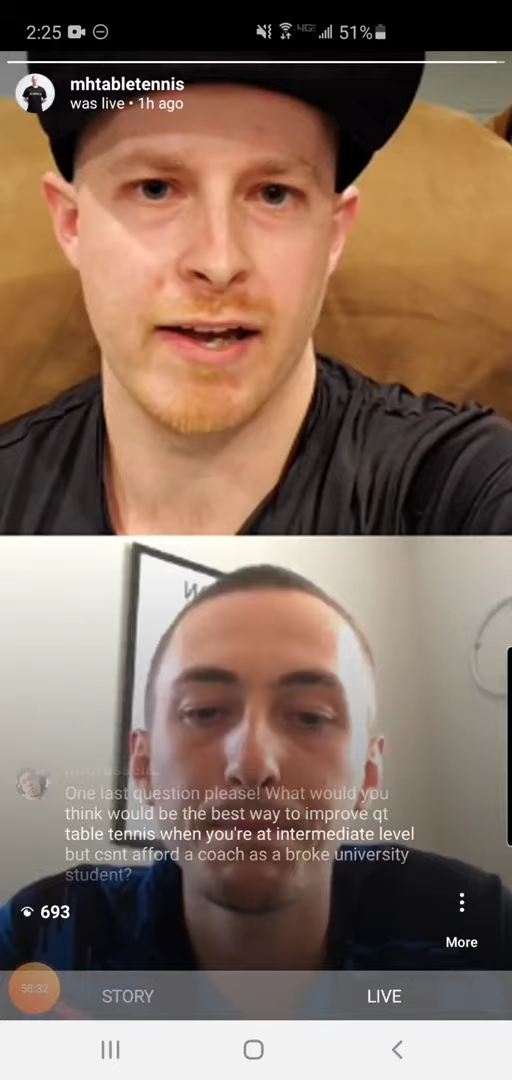 2:25
4G
51%
mhtabletennis
was live • 1h ago
One last question please! What would you
think would be the best way to improve qt
table tennis when you're at intermediate level
but csnt afford a coach as a broke university
student?
693
More
58:32
STORY
LIVE